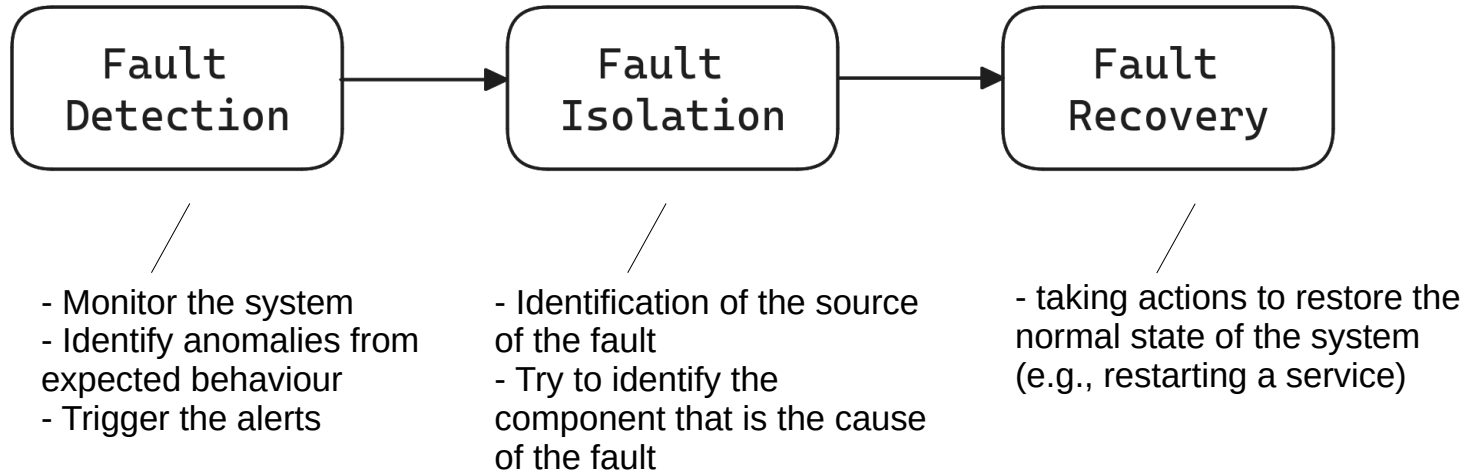 Fault
Detection
Fault
Isolation
Fault
Recovery
- Monitor the system
- Identify anomalies from
expected behaviour
- Trigger the alerts
- Identification of the source
of the fault
- Try to identify the
component that is the cause
of the fault
- taking actions to restore the
normal state of the system
(e.g., restarting a service)